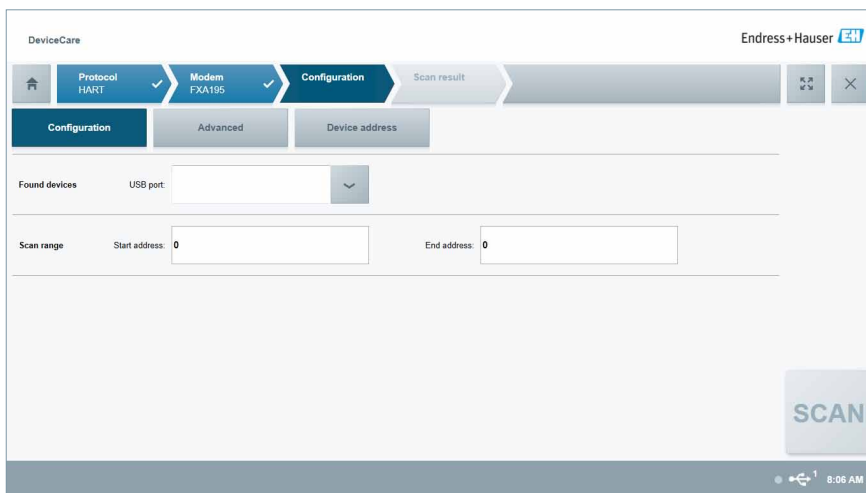 DeviceCare
Endress+Hauser EH
Protocol
HART
Modem
FXA195
Configuration
Scan result
Configuration
Advanced
Device address
Found devices
USB port:
Scan range
Start address: 0
End address: 0
SCAN
1
8:06 AM